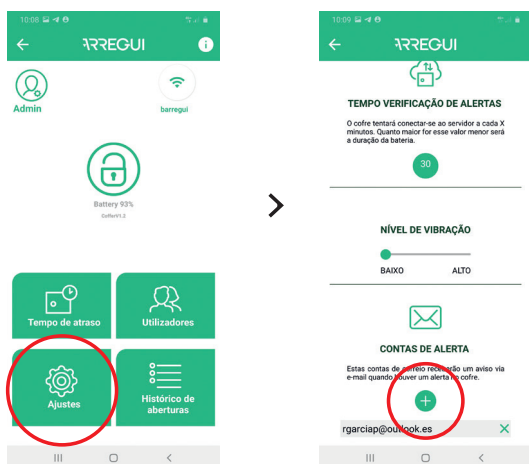 10:08
ARREGUI
Admin
barregui
Battery 93%
CofferV1.2
Tempo de atraso
Utilizadores
Ajustes
Histórico de
aberturas
10:09
ARREGUI
TEMPO VERIFICAÇÃO DE ALERTAS
O cofre tentará conectar-se ao servidor a cada X
minutos. Quanto maior for esse valor menor será
a duração da bateria.
30
NÍVEL DE VIBRAÇÃO
BAIXO ALTO
CONTAS DE ALERTA
Estas contas de correio receberão um aviso via
e-mail quando houver um alerta no cofre.
rgarciap@outlook.es